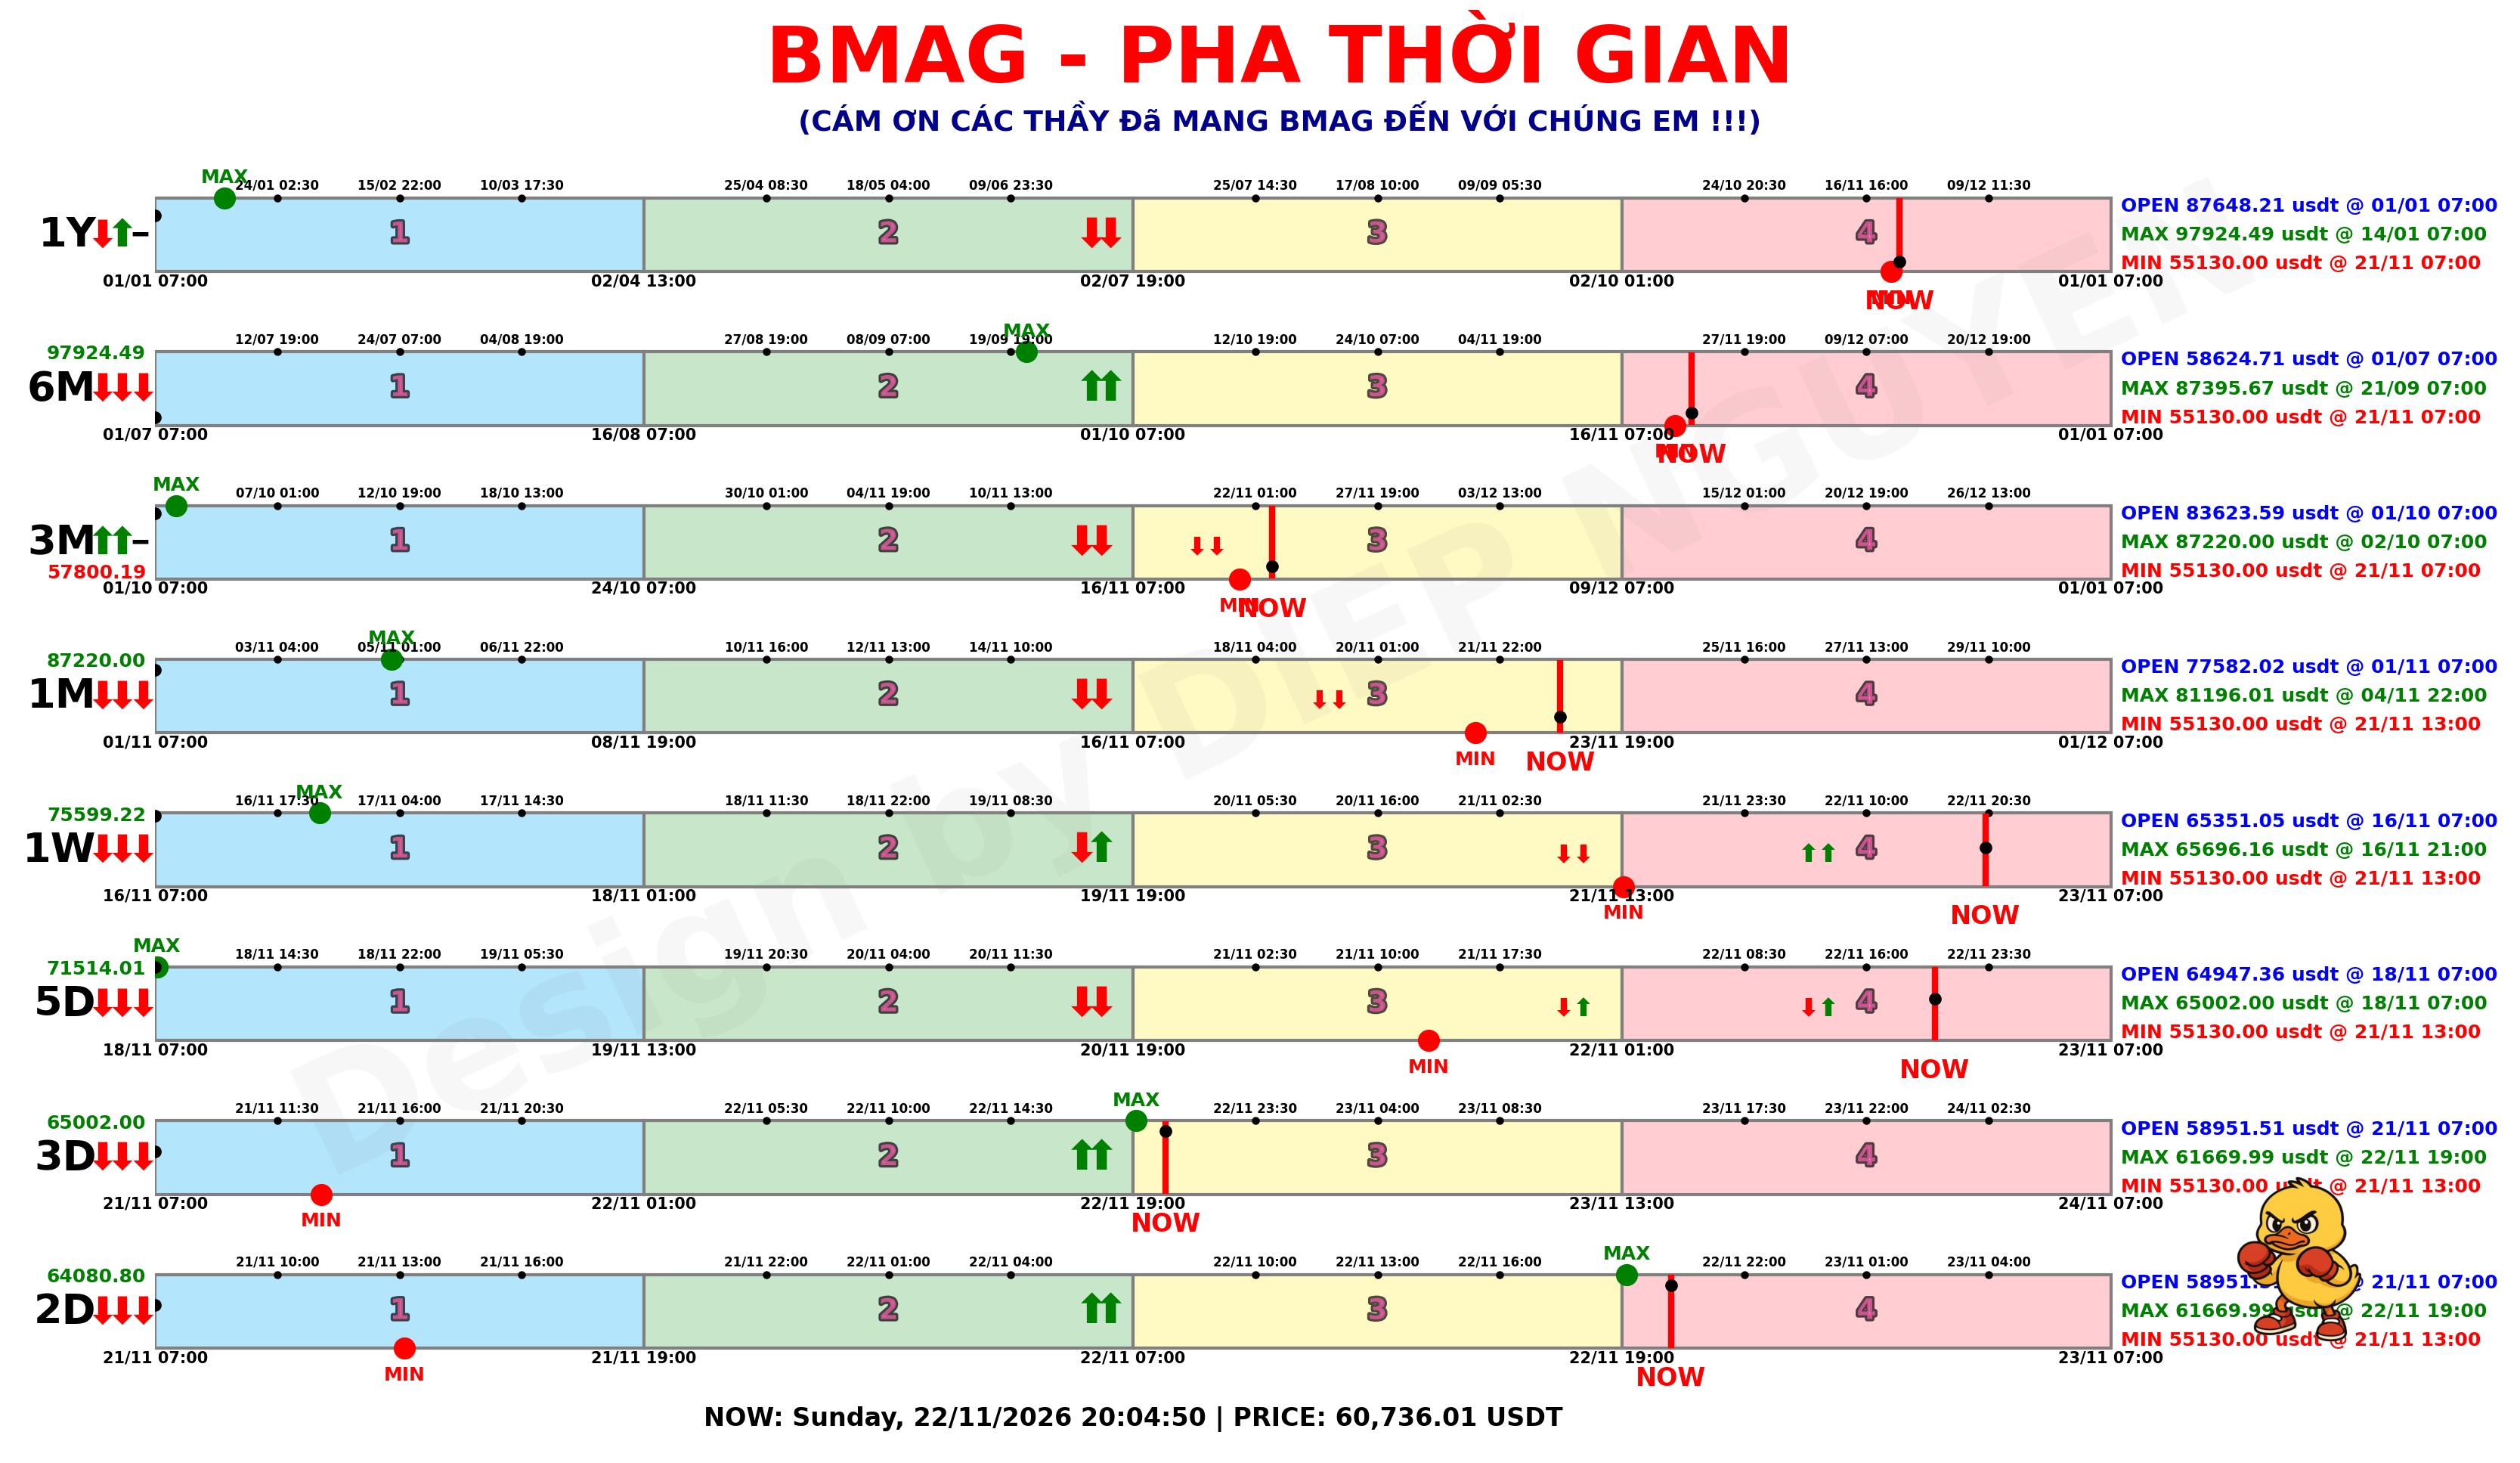 BMAG - PHA THỜI GIAN
(CÁM ƠN CÁC THẦY Đã MANG BMAG ĐẾN VỚI CHÚNG EM !!!)
MAX 24/01 02:30 15/02 22:00 10/03 17:30 25/04 08:30 18/05 04:00 09/06 23:30 25/07 14:30 17/08 10:00 09/09 05:30 24/10 20:30 16/11 16:00 09/12 11:30
1Y⬇⬆– 1 2 ⬇⬇ 3 4
OPEN 87648.21 usdt @ 01/01 07:00
MAX 97924.49 usdt @ 14/01 07:00
MIN 55130.00 usdt @ 21/11 07:00
01/01 07:00 02/04 13:00 02/07 19:00 02/10 01:00 01/01 07:00
MIN NOW
MAX
12/07 19:00 24/07 07:00 04/08 19:00 27/08 19:00 08/09 07:00 19/09 19:00 12/10 19:00 24/10 07:00 04/11 19:00 27/11 19:00 09/12 07:00 20/12 19:00
97924.49
6M⬇⬇⬇ 1 2 ⬆⬆ 3 4
OPEN 58624.71 usdt @ 01/07 07:00
MAX 87395.67 usdt @ 21/09 07:00
MIN 55130.00 usdt @ 21/11 07:00
01/07 07:00 16/08 07:00 01/10 07:00 16/11 07:00 01/01 07:00
MIN NOW
MAX
07/10 01:00 12/10 19:00 18/10 13:00 30/10 01:00 04/11 19:00 10/11 13:00 22/11 01:00 27/11 19:00 03/12 13:00 15/12 01:00 20/12 19:00 26/12 13:00
3M⬆⬆– 1 2 ⬇⬇ ⬇⬇ 3 4
57800.19
OPEN 83623.59 usdt @ 01/10 07:00
MAX 87220.00 usdt @ 02/10 07:00
MIN 55130.00 usdt @ 21/11 07:00
01/10 07:00 24/10 07:00 16/11 07:00 09/12 07:00 01/01 07:00
MIN NOW
MAX
03/11 04:00 05/11 01:00 06/11 22:00 10/11 16:00 12/11 13:00 14/11 10:00 18/11 04:00 20/11 01:00 21/11 22:00 25/11 16:00 27/11 13:00 29/11 10:00
87220.00
1M⬇⬇⬇ 1 2 ⬇⬇ ⬇⬇ 3 4
OPEN 77582.02 usdt @ 01/11 07:00
MAX 81196.01 usdt @ 04/11 22:00
MIN 55130.00 usdt @ 21/11 13:00
01/11 07:00 08/11 19:00 16/11 07:00 23/11 19:00 01/12 07:00
MIN NOW
MAX
16/11 17:30 17/11 04:00 17/11 14:30 18/11 11:30 18/11 22:00 19/11 08:30 20/11 05:30 20/11 16:00 21/11 02:30 21/11 23:30 22/11 10:00 22/11 20:30
75599.22
1W⬇⬇⬇ 1 2 ⬇⬆ 3 ⬇⬇ ⬆⬆ 4
OPEN 65351.05 usdt @ 16/11 07:00
MAX 65696.16 usdt @ 16/11 21:00
MIN 55130.00 usdt @ 21/11 13:00
16/11 07:00 18/11 01:00 19/11 19:00 21/11 13:00 23/11 07:00
MIN NOW
MAX
18/11 14:30 18/11 22:00 19/11 05:30 19/11 20:30 20/11 04:00 20/11 11:30 21/11 02:30 21/11 10:00 21/11 17:30 22/11 08:30 22/11 16:00 22/11 23:30
71514.01
5D⬇⬇⬇ 1 2 ⬇⬇ 3 ⬇⬆ ⬇⬆ 4
OPEN 64947.36 usdt @ 18/11 07:00
MAX 65002.00 usdt @ 18/11 07:00
MIN 55130.00 usdt @ 21/11 13:00
18/11 07:00 19/11 13:00 20/11 19:00 22/11 01:00 23/11 07:00
MIN NOW
MAX
21/11 11:30 21/11 16:00 21/11 20:30 22/11 05:30 22/11 10:00 22/11 14:30 22/11 23:30 23/11 04:00 23/11 08:30 23/11 17:30 23/11 22:00 24/11 02:30
65002.00
3D⬇⬇⬇ 1 2 ⬆⬆ 3 4
OPEN 58951.51 usdt @ 21/11 07:00
MAX 61669.99 usdt @ 22/11 19:00
MIN 55130.00 usdt @ 21/11 13:00
21/11 07:00 22/11 01:00 22/11 19:00 23/11 13:00 24/11 07:00
MIN NOW
MAX
21/11 10:00 21/11 13:00 21/11 16:00 21/11 22:00 22/11 01:00 22/11 04:00 22/11 10:00 22/11 13:00 22/11 16:00 22/11 22:00 23/11 01:00 23/11 04:00
64080.80
2D⬇⬇⬇ 1 2 ⬆⬆ 3 4
OPEN 21/11 07:00
MAX 61669.99 usdt @ 22/11 19:00
MIN 55130.00 usdt @ 21/11 13:00
21/11 07:00 21/11 19:00 22/11 07:00 22/11 19:00 23/11 07:00
MIN NOW
NOW: Sunday, 22/11/2026 20:04:50 | PRICE: 60,736.01 USDT
Design by DIEP NGUYEN